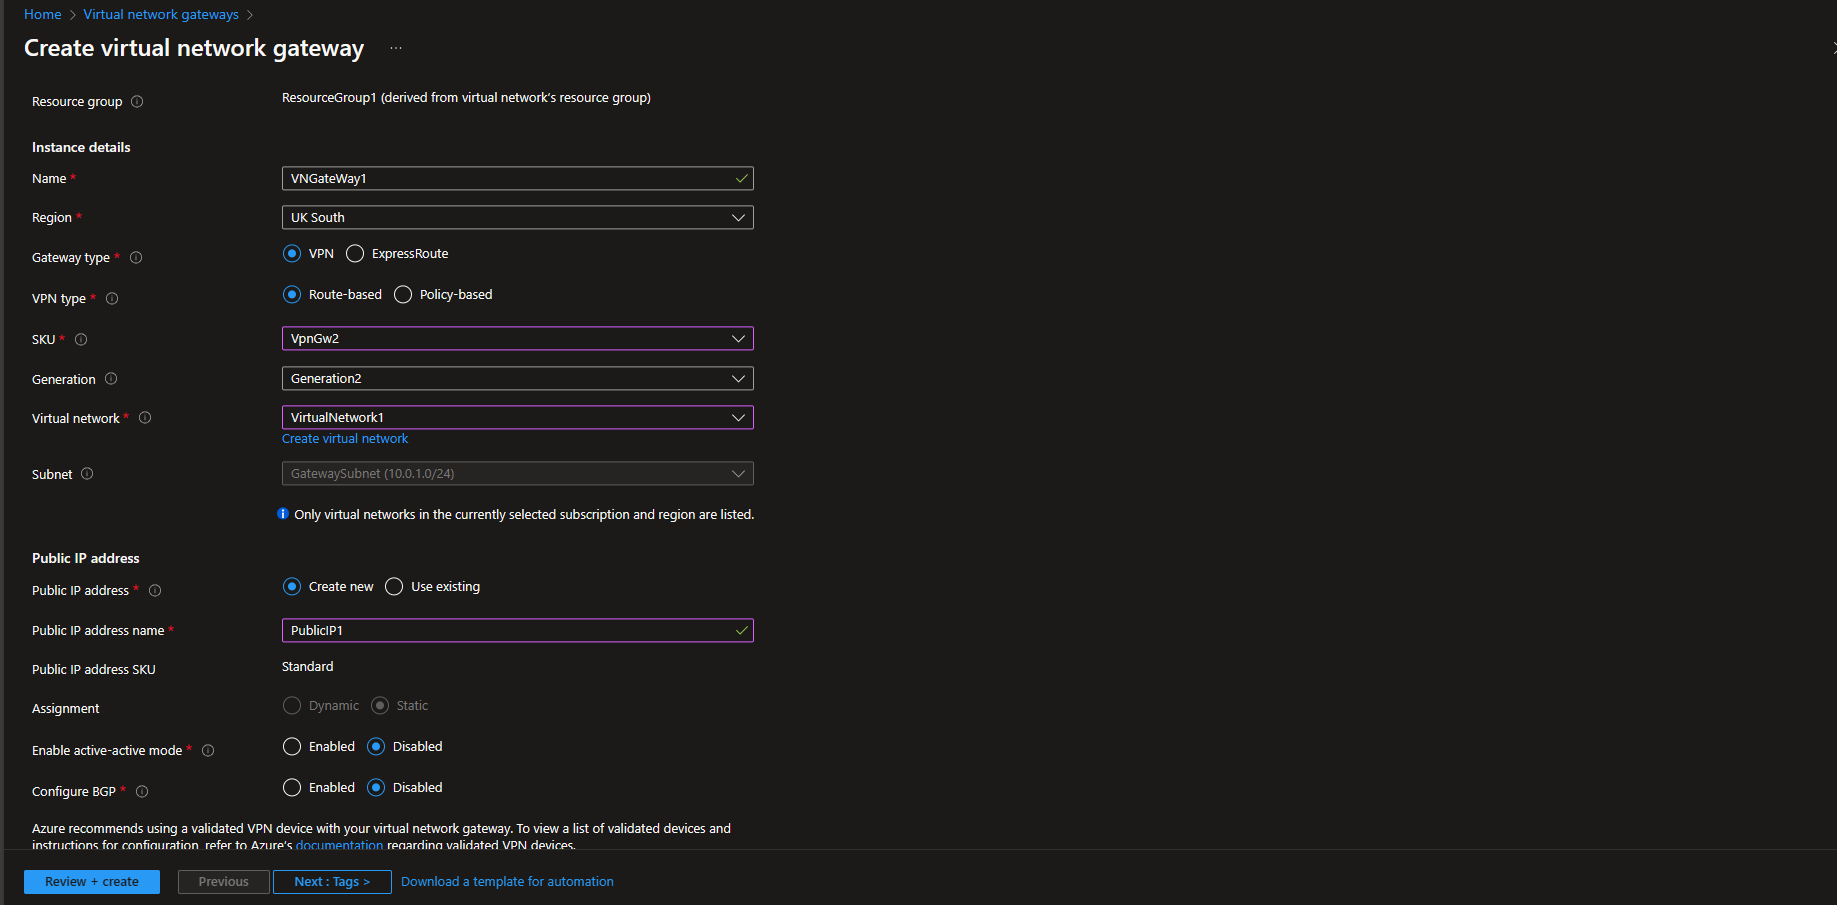 Home > Virtual network gateways >
Create virtual network gateway ...
Resource group
ResourceGroup1 (derived from virtual network's resource group)
Instance details
Name *
VNGateWay1
Region *
UK South
Gateway type *
VPN
ExpressRoute
VPN type *
Route-based
Policy-based
SKU *
VpnGw2
Generation
Generation2
Virtual network *
VirtualNetwork1
Create virtual network
Subnet
GatewaySubnet (10.0.1.0/24)
Only virtual networks in the currently selected subscription and region are listed.
Public IP address
Public IP address *
Create new
Use existing
Public IP address name *
PublicIP1
Public IP address SKU
Standard
Assignment
Dynamic
Static
Enable active-active mode *
Enabled
Disabled
Configure BGP *
Enabled
Disabled
Azure recommends using a validated VPN device with your virtual network gateway. To view a list of validated devices and
instructions for configuration, refer to Azure's documentation regarding validated VPN devices.
Review + create
Previous
Next : Tags >
Download a template for automation